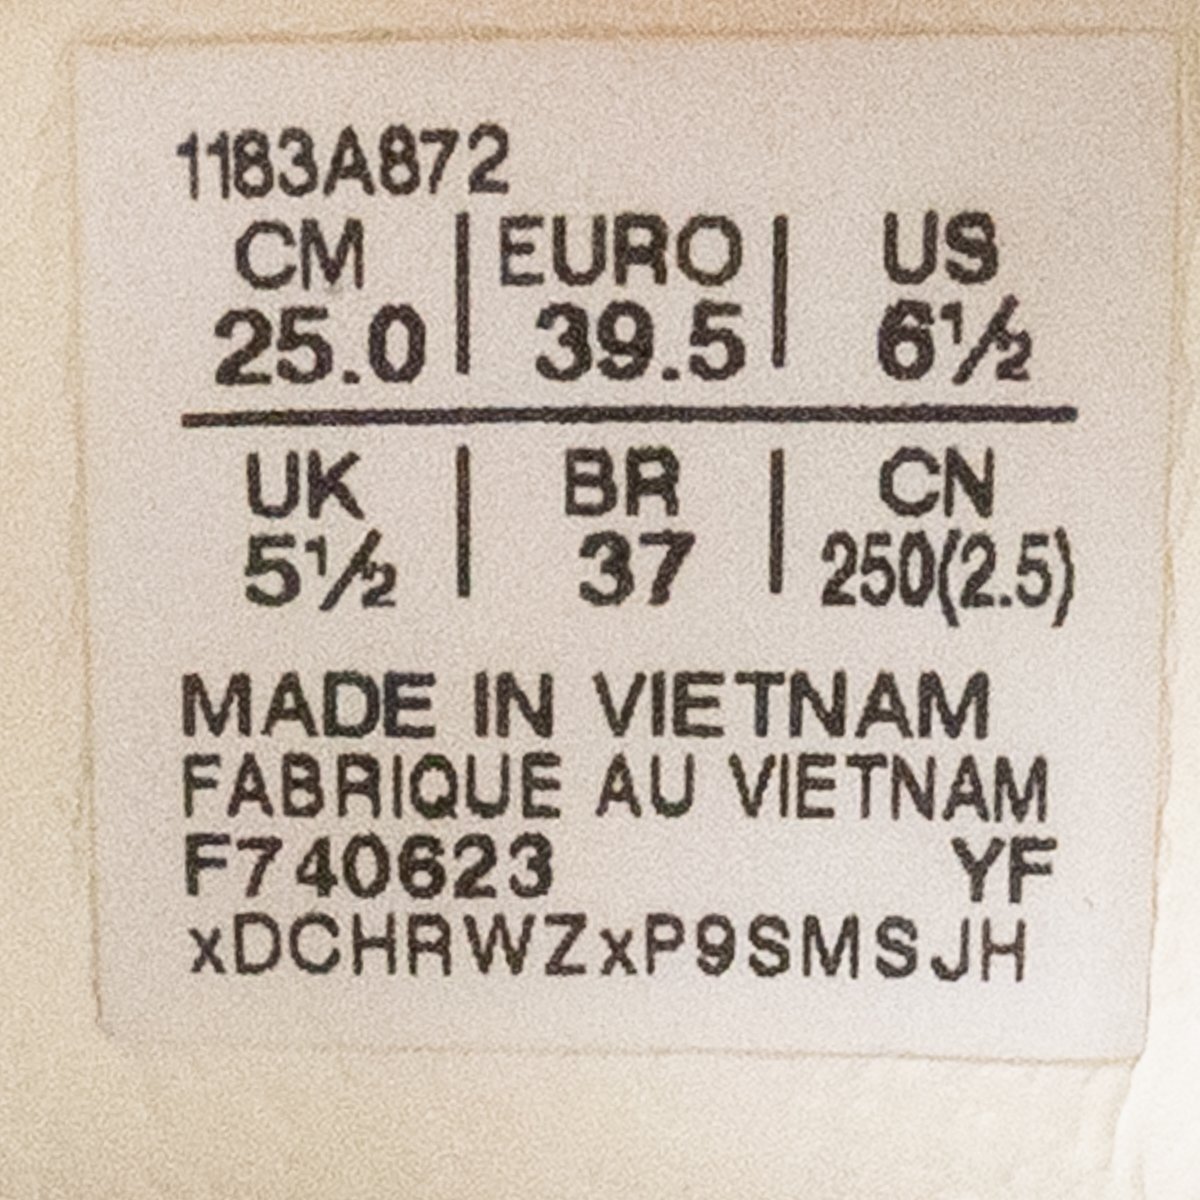 1183A872
CM | EURO | US
25.0 | 39.5 | 6½
UK | BR | CN
5½ | 37 | 250(2.5)
MADE IN VIETNAM
FABRIQUE AU VIETNAM
F740623 YF
xDCHRWZxP9SMSJH